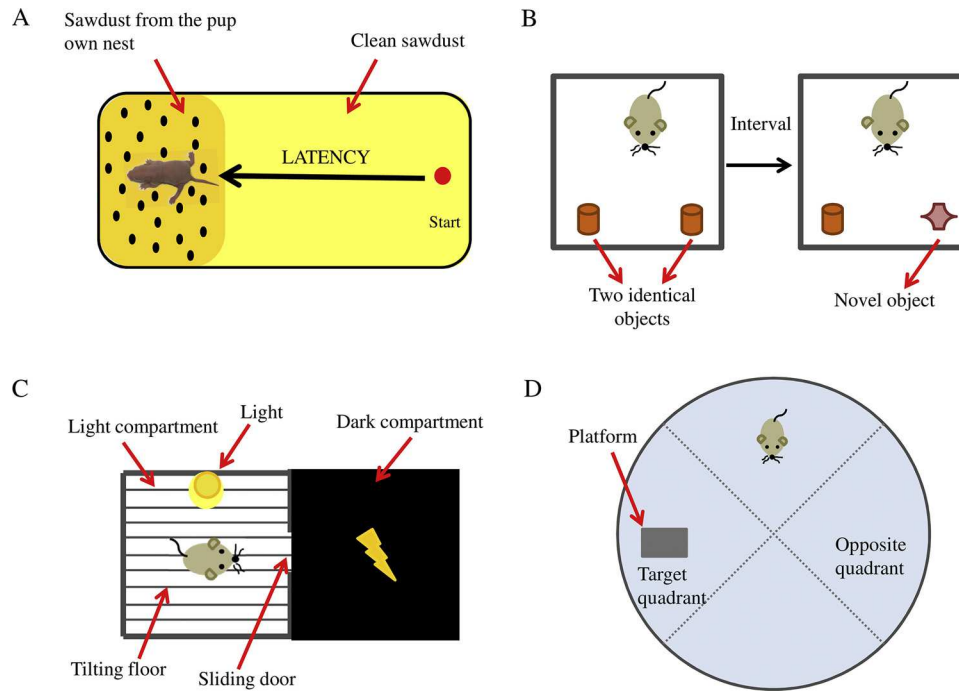 A
Sawdust from the pup
own nest
Clean sawdust
LATENCY
Start
B
Interval
Two identical
objects
Novel object
C
Light compartment
Light
Dark compartment
Tilting floor
Sliding door
D
Platform
Target
quadrant
Opposite
quadrant